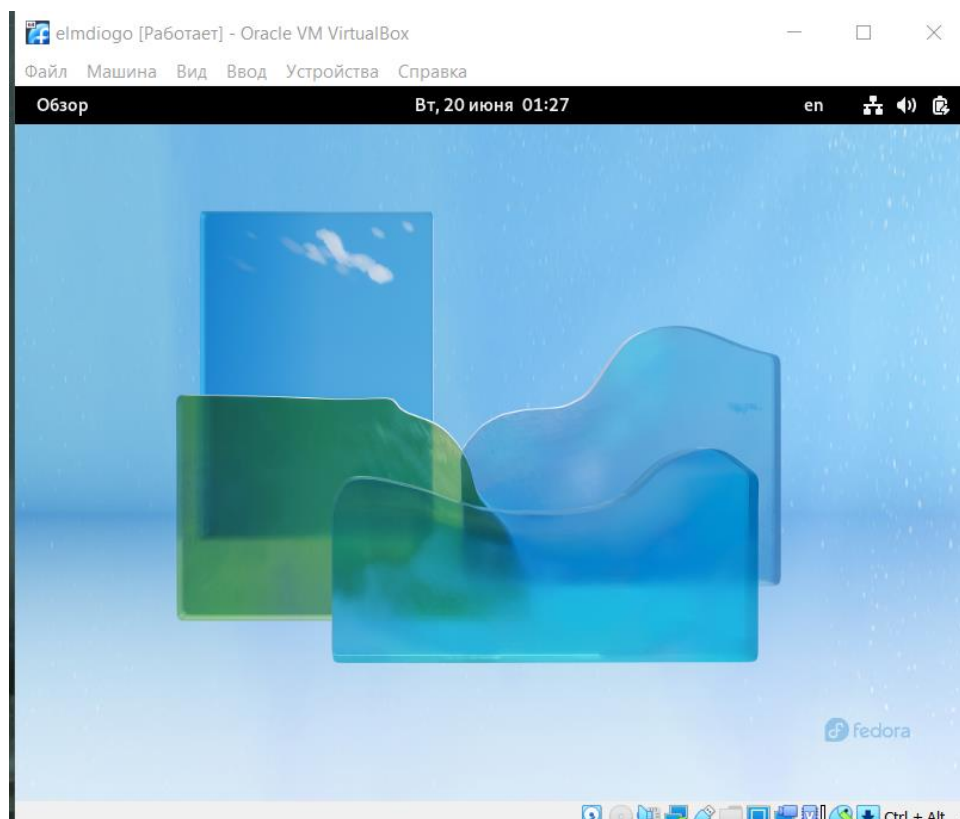 elmdiogo [Работает] - Oracle VM VirtualBox
Файл Машина Вид Ввод Устройства Справка
Обзор Вт, 20 июня 01:27 en
fedora
Ctrl + Alt